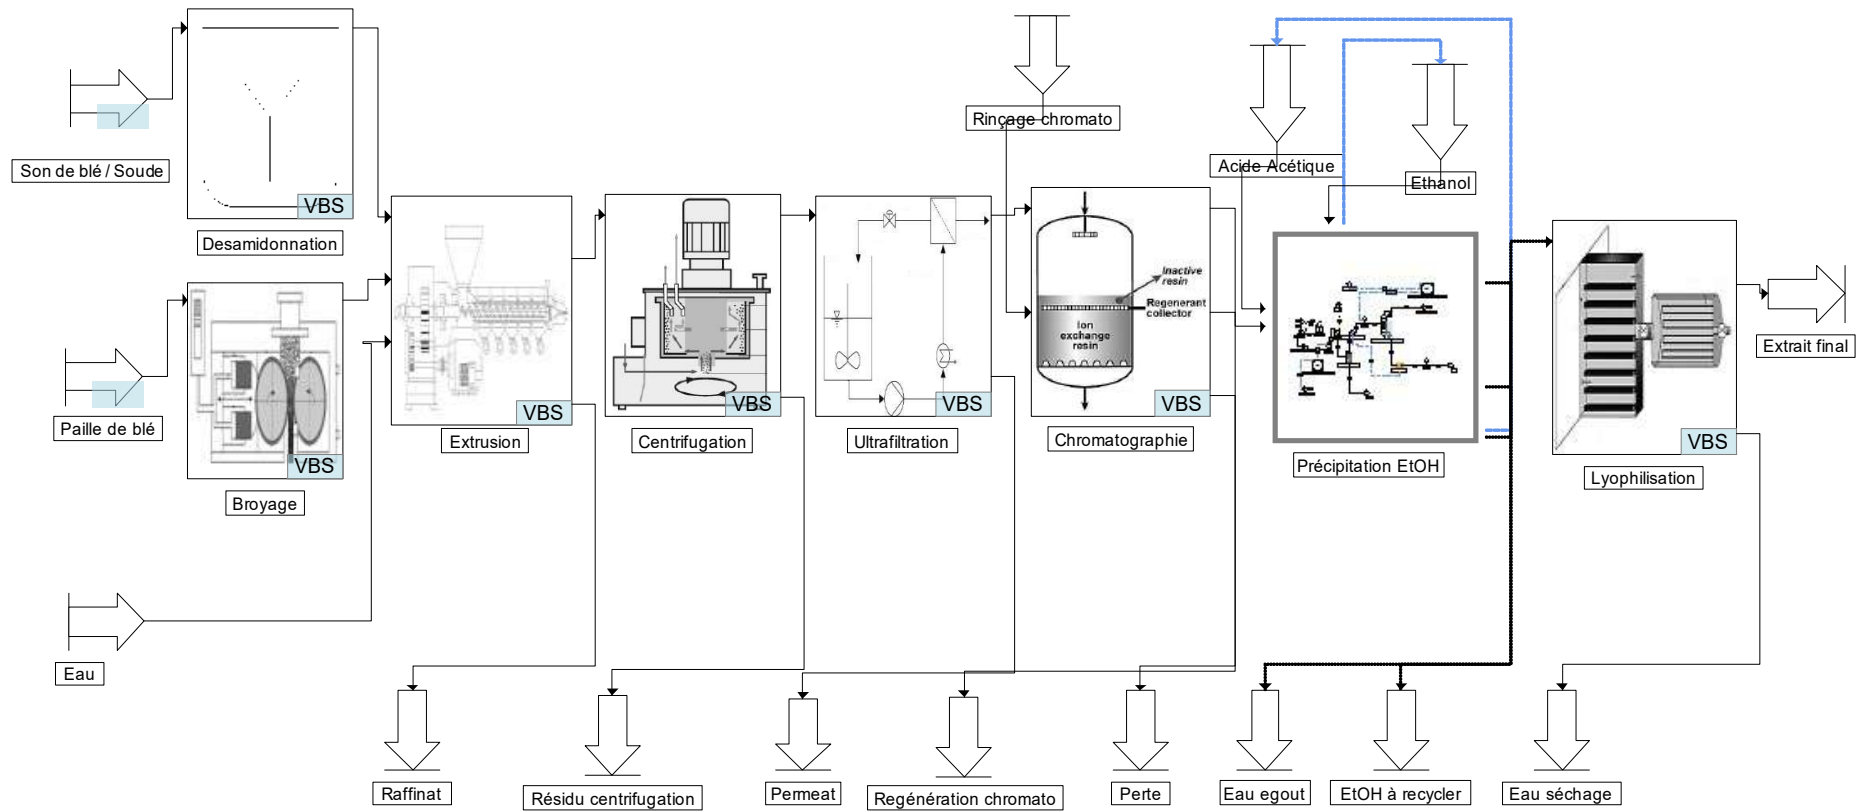 Rinçage chromato
Acide Acétique
Ethanol
Son de blé / Soude
VBS
Desamidonnation
Inactive
resin
Regenerant
collector
Ion
exchange
resin
VBS
VBS
VBS
VBS
Extrusion
Centrifugation
Ultrafiltration
Chromatographie
Extrait final
Paille de blé
VBS
VBS
Précipitation EtOH
Lyophilisation
Broyage
Eau
Raffinat
Résidu centrifugation
Permeat
Regénération chromato
Perte
Eau egout
EtOH à recycler
Eau séchage